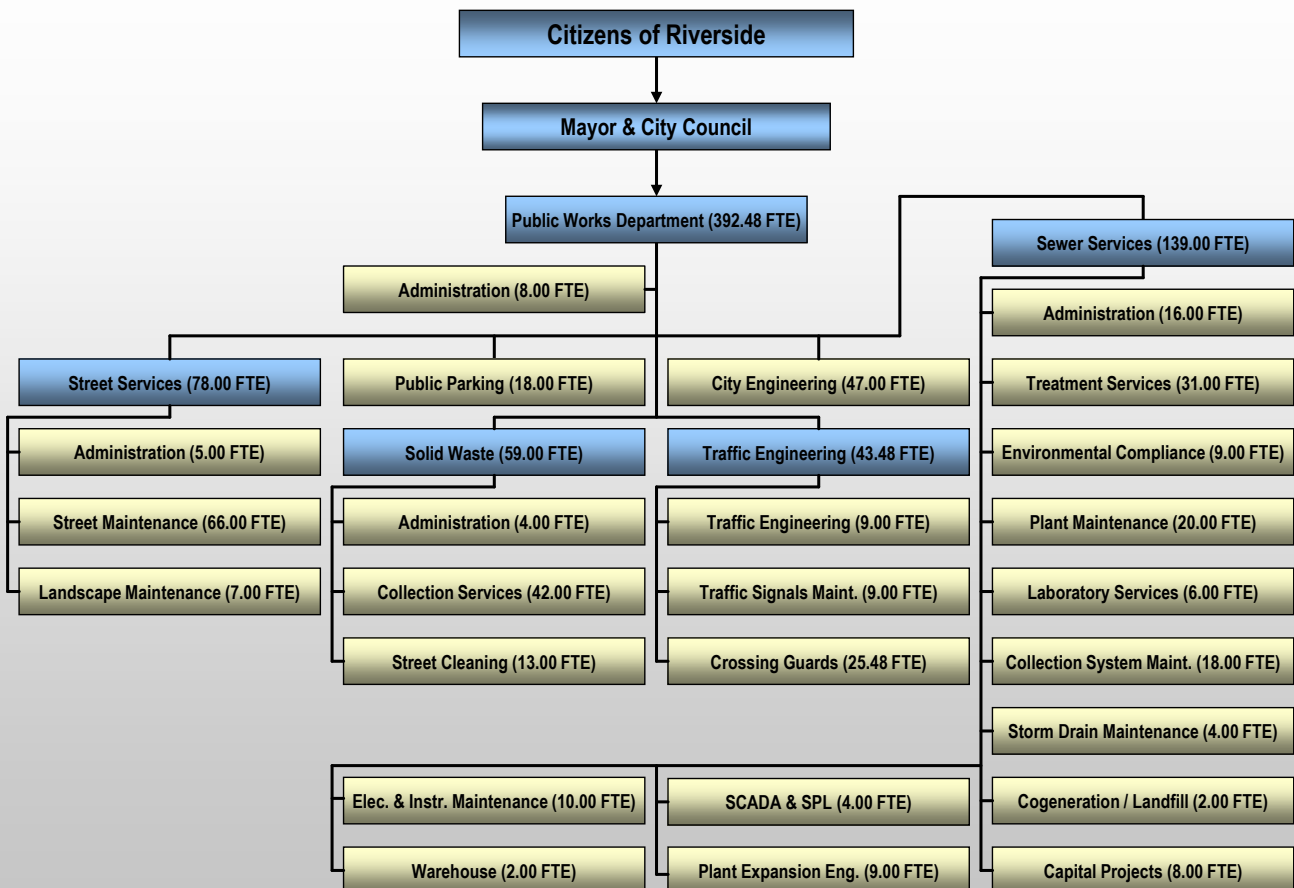 Citizens of Riverside
Mayor & City Council
Public Works Department (392.48 FTE)
Sewer Services (139.00 FTE)
Administration (8.00 FTE)
Administration (16.00 FTE)
Street Services (78.00 FTE)
Public Parking (18.00 FTE)
City Engineering (47.00 FTE)
Treatment Services (31.00 FTE)
Administration (5.00 FTE)
Solid Waste (59.00 FTE)
Traffic Engineering (43.48 FTE)
Environmental Compliance (9.00 FTE)
Street Maintenance (66.00 FTE)
Administration (4.00 FTE)
Traffic Engineering (9.00 FTE)
Plant Maintenance (20.00 FTE)
Landscape Maintenance (7.00 FTE)
Collection Services (42.00 FTE)
Traffic Signals Maint. (9.00 FTE)
Laboratory Services (6.00 FTE)
Street Cleaning (13.00 FTE)
Crossing Guards (25.48 FTE)
Collection System Maint. (18.00 FTE)
Storm Drain Maintenance (4.00 FTE)
Elec. & Instr. Maintenance (10.00 FTE)
SCADA & SPL (4.00 FTE)
Cogeneration / Landfill (2.00 FTE)
Warehouse (2.00 FTE)
Plant Expansion Eng. (9.00 FTE)
Capital Projects (8.00 FTE)